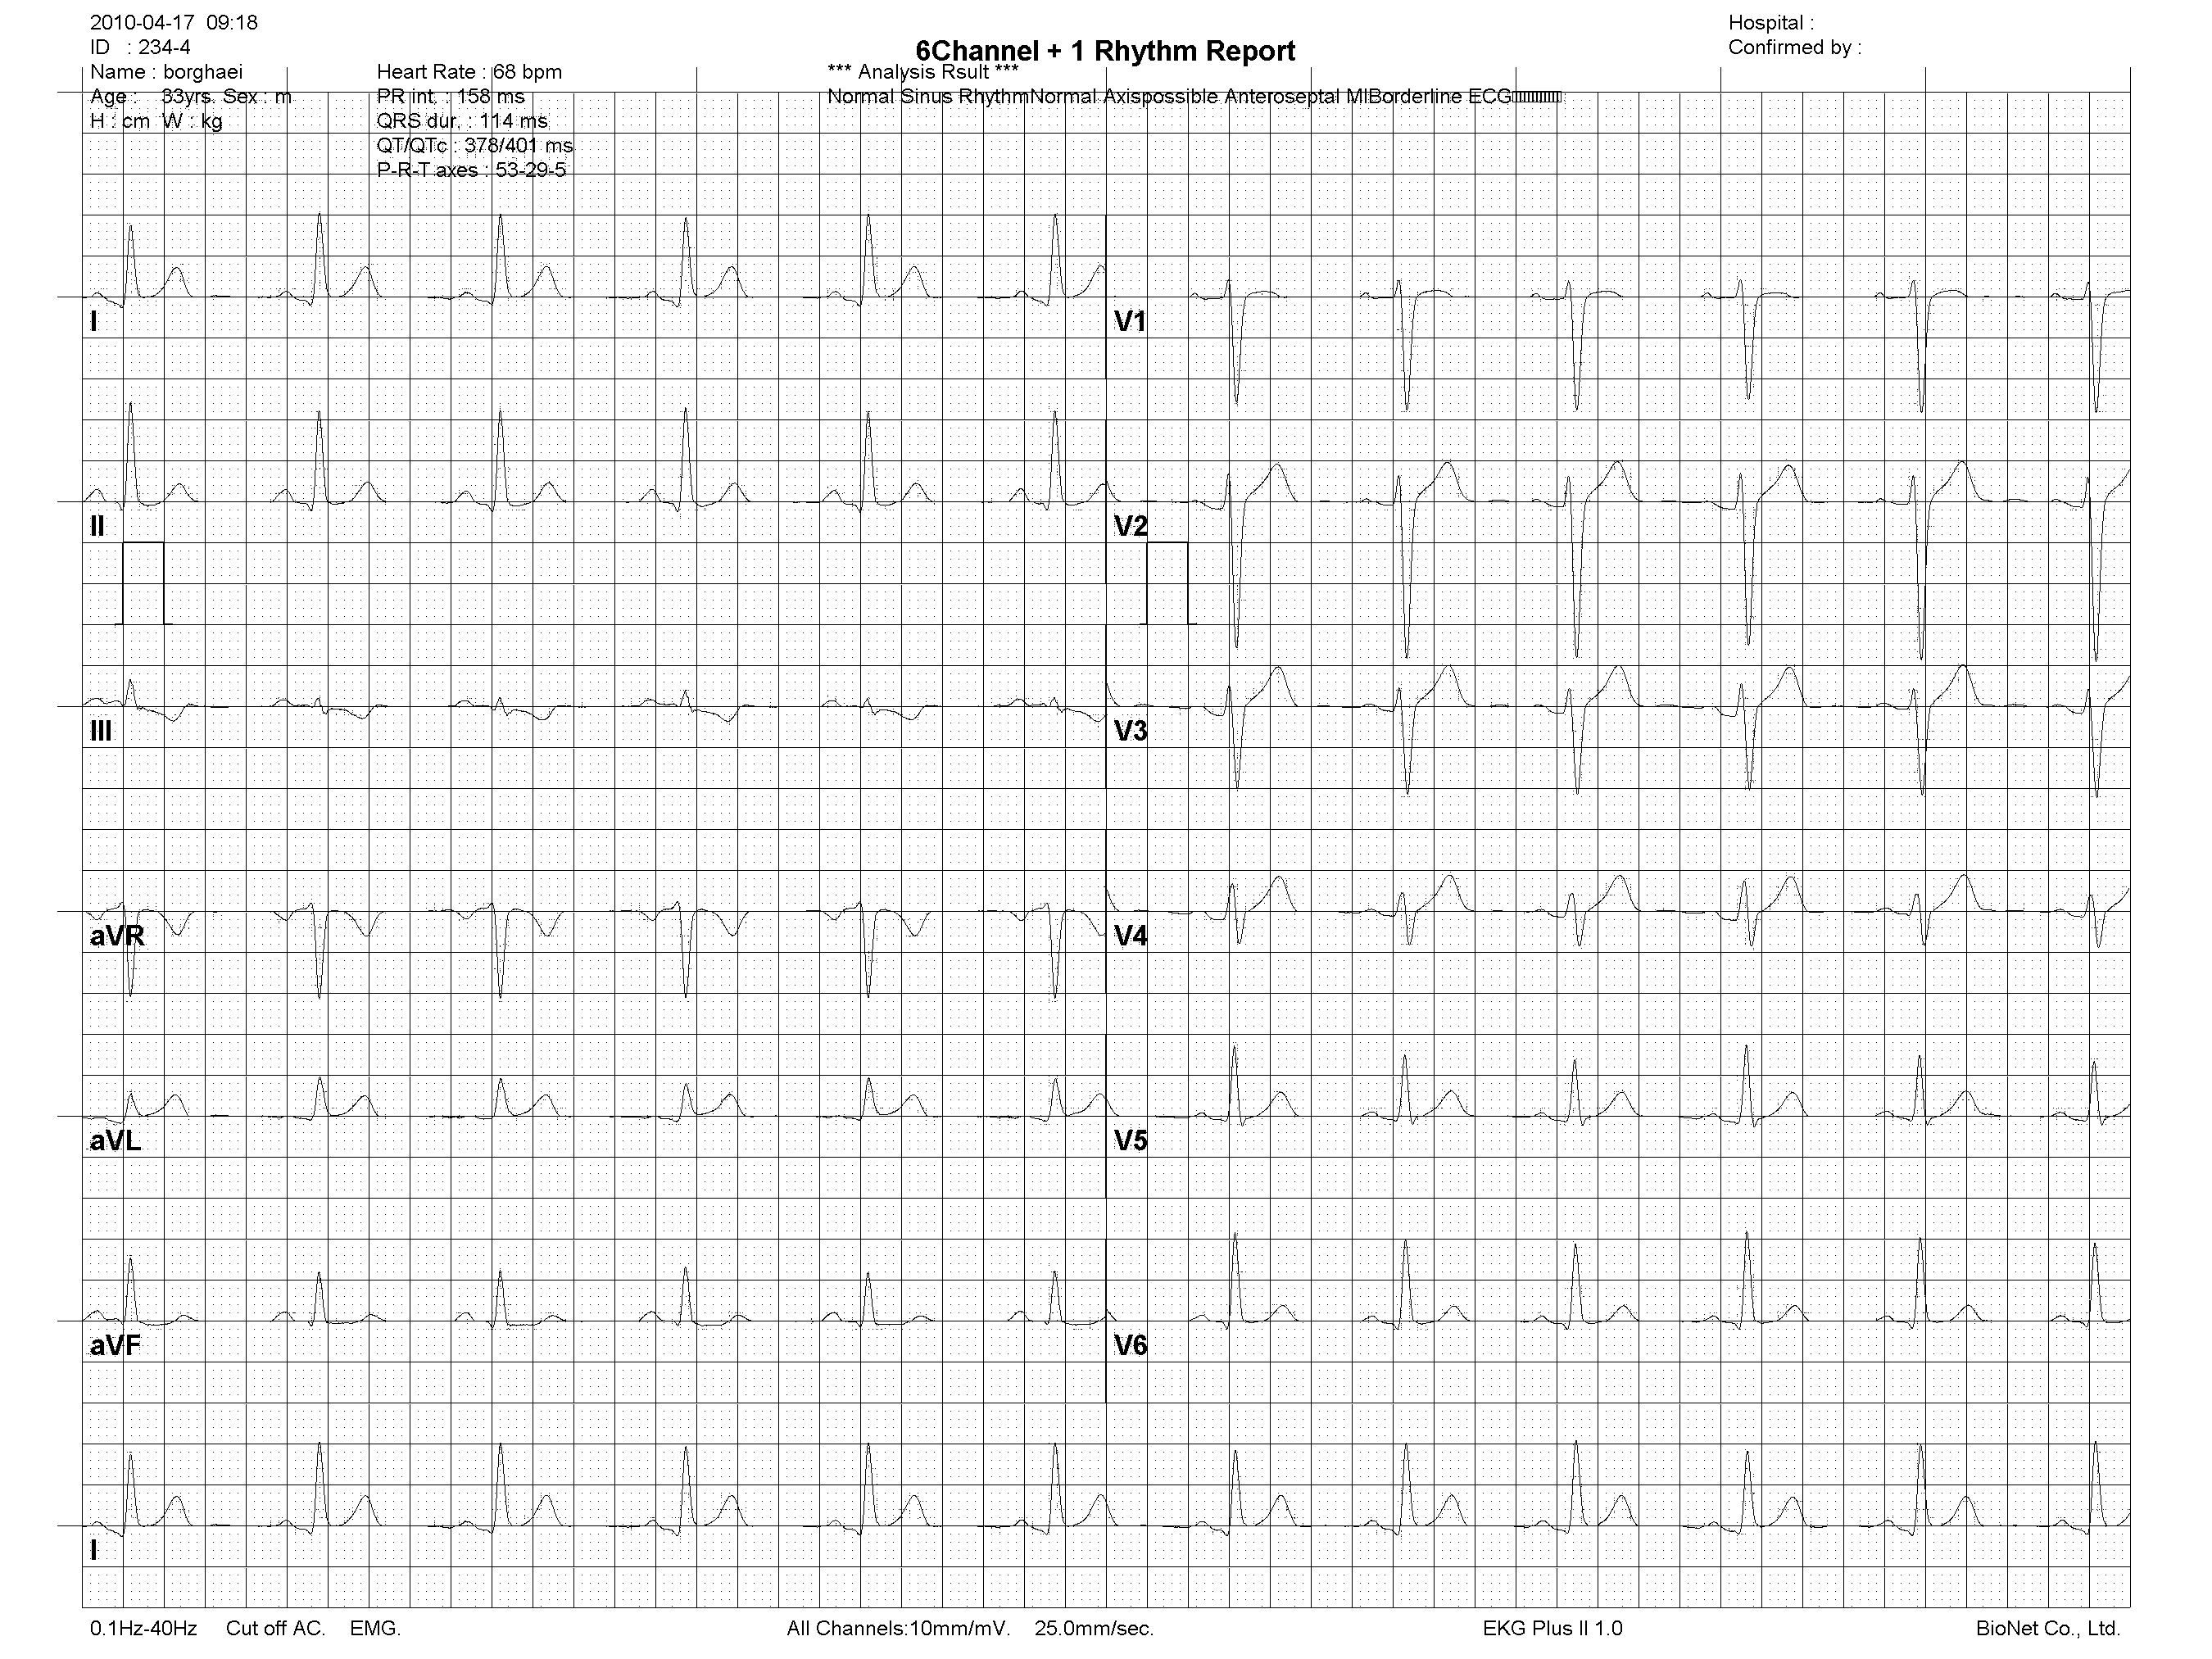 2010-04-17 09:18
ID : 234-4
Name : borghaei
Age : 33yrs. Sex : m
H : cm W : kg
Heart Rate : 68 bpm
PR int. : 158 ms
QRS dur. : 114 ms
QT/QTc : 378/401 ms
P-R-T axes : 53-29-5
6Channel + 1 Rhythm Report
*** Analysis Rsult ***
Normal Sinus RhythmNormal Axispossible Anteroseptal MIBorderline ECG
Hospital :
Confirmed by :
I
V1
II
V2
III
V3
aVR
V4
aVL
V5
aVF
V6
I
0.1Hz-40Hz Cut off AC. EMG.
All Channels:10mm/mV. 25.0mm/sec.
EKG Plus II 1.0
BioNet Co., Ltd.